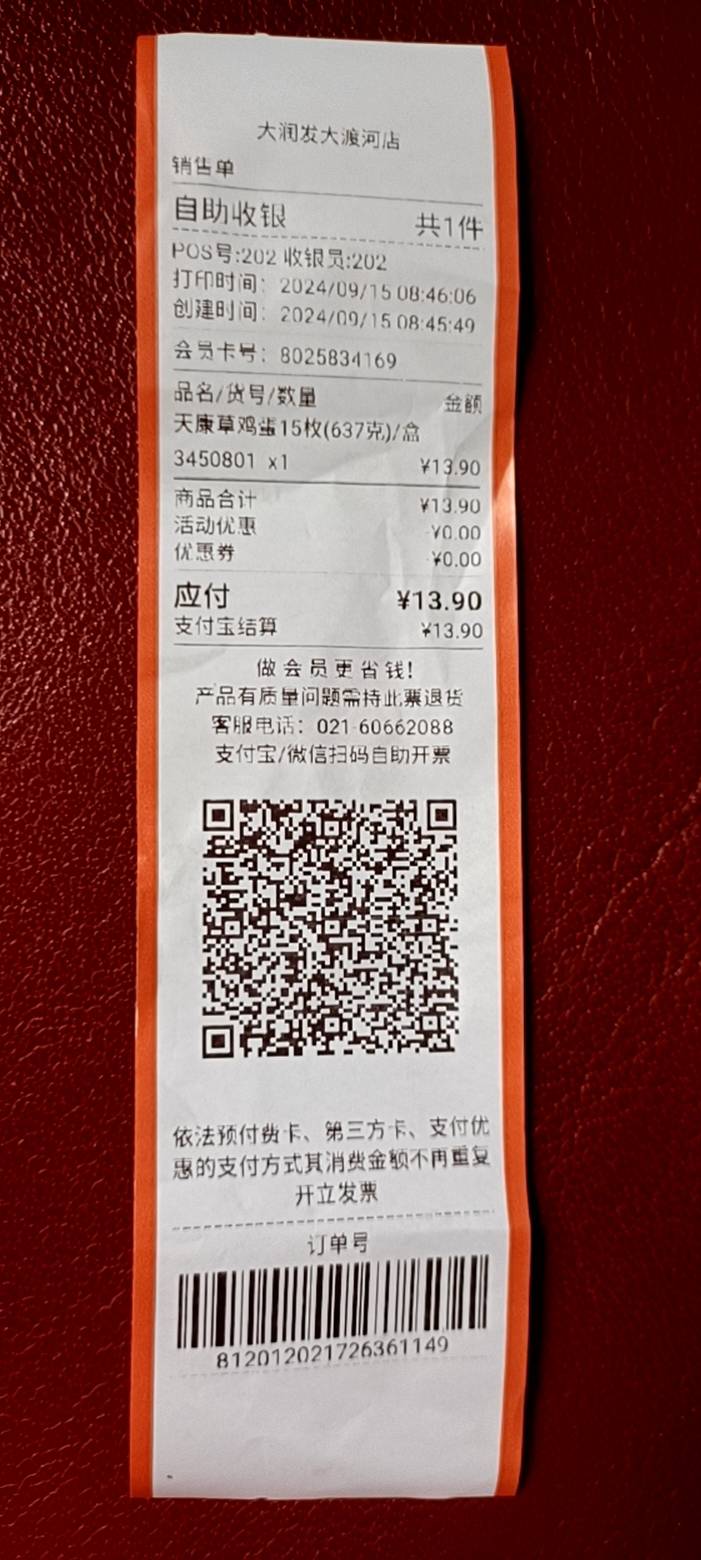 大润发大渡河店
销售单
自助收银 共1件
POS号:202 收银员:202
打印时间: 2024/09/15 08:46:06
创建时间: 2024/09/15 08:45:49
会员卡号: 8025834169
品名/货号/数量 金额
天康草鸡蛋15枚(637克)/盒
3450801 x1 ¥13.90
商品合计 ¥13.90
活动优惠 -¥0.00
优惠券 -¥0.00
应付 ¥13.90
支付宝结算 ¥13.90
做会员更省钱!
产品有质量问题需持此票退货
客服电话: 021-60662088
支付宝/微信扫码自助开票
依法预付费卡、第三方卡、支付优
惠的支付方式其消费金额不再重复
开立发票
订单号
812012021726361149